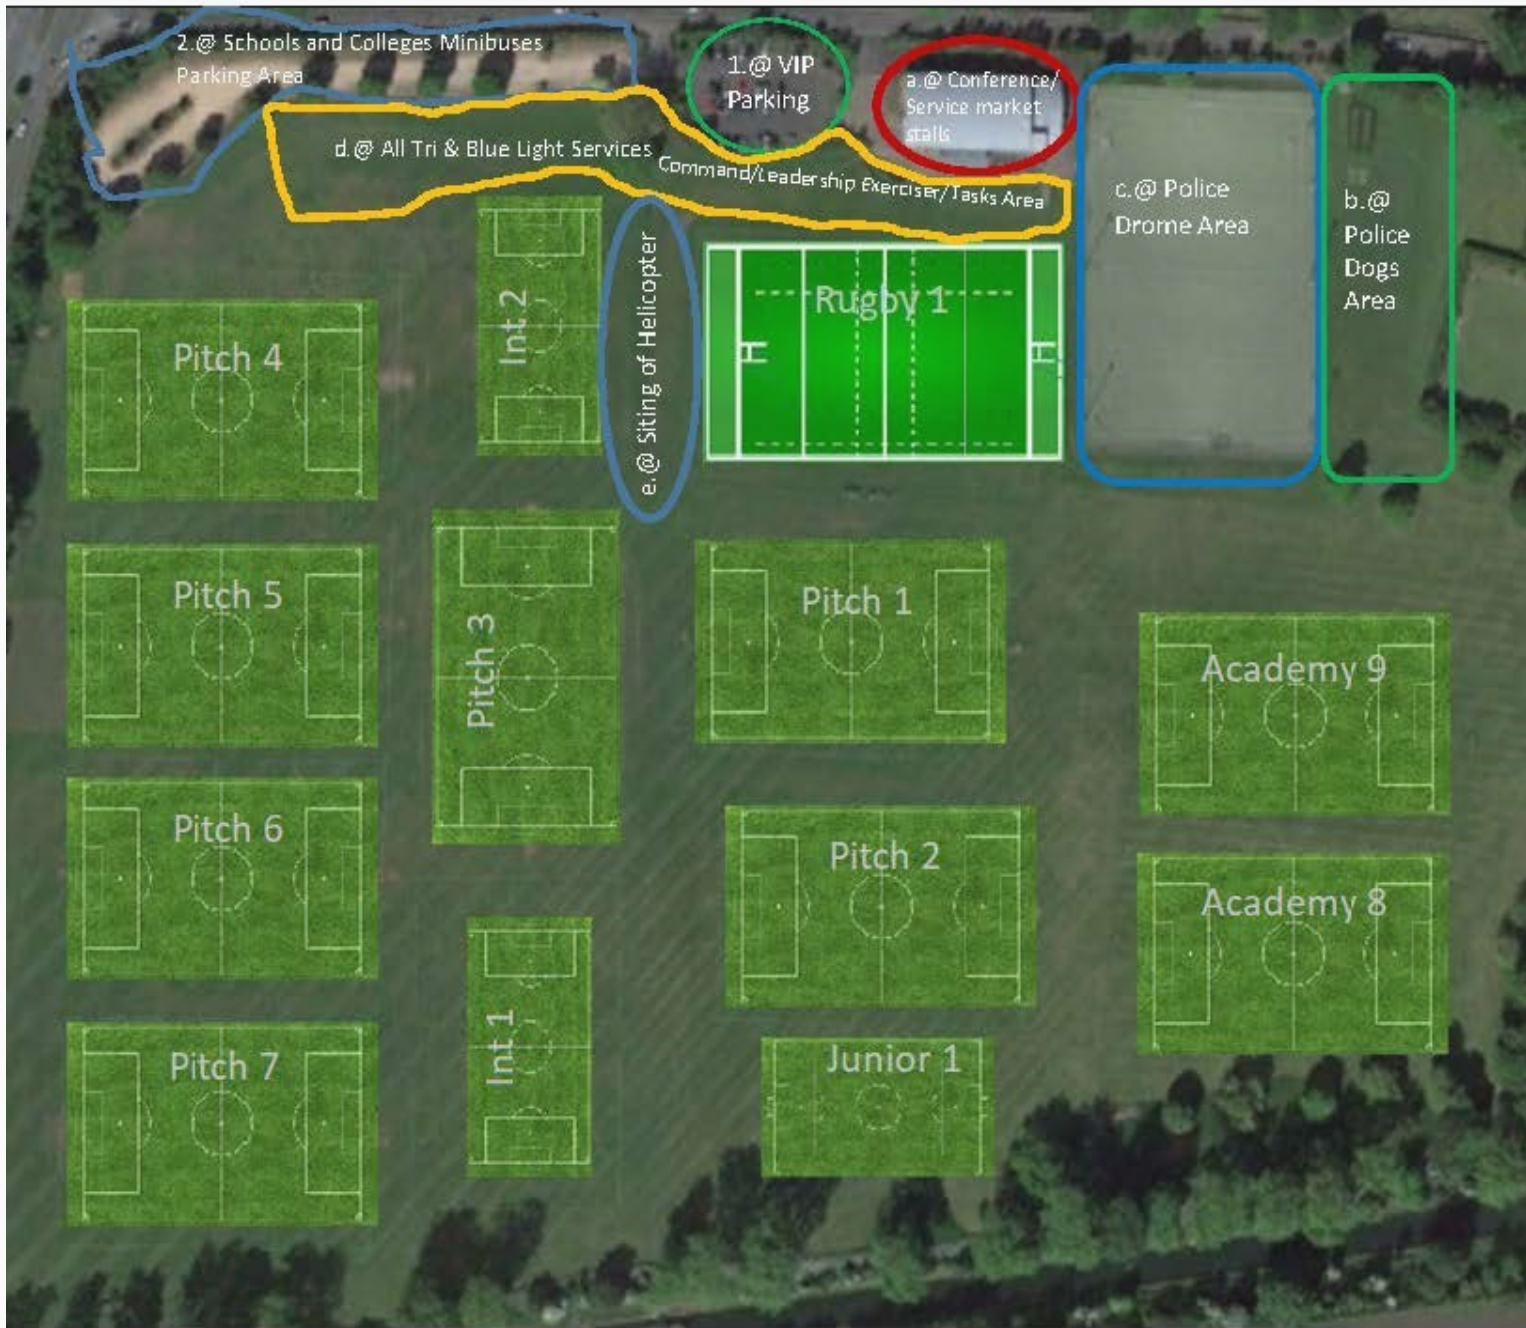 2.@ Schools and Colleges Minibuses
Parking Area
1.@ VIP
Parking
a.@ Conference/
Service market
stalls
d.@ All Tri & Blue Light Services
Command/Leadership Exerciser/Tasks Area
c.@ Police
Drome Area
b.@
Police
Dogs
Area
e.@ Siting of Helicopter
Int 2
Rugby 1
Pitch 4
Pitch 5
Pitch 3
Pitch 1
Academy 9
Pitch 6
Pitch 2
Academy 8
Int 1
Junior 1
Pitch 7